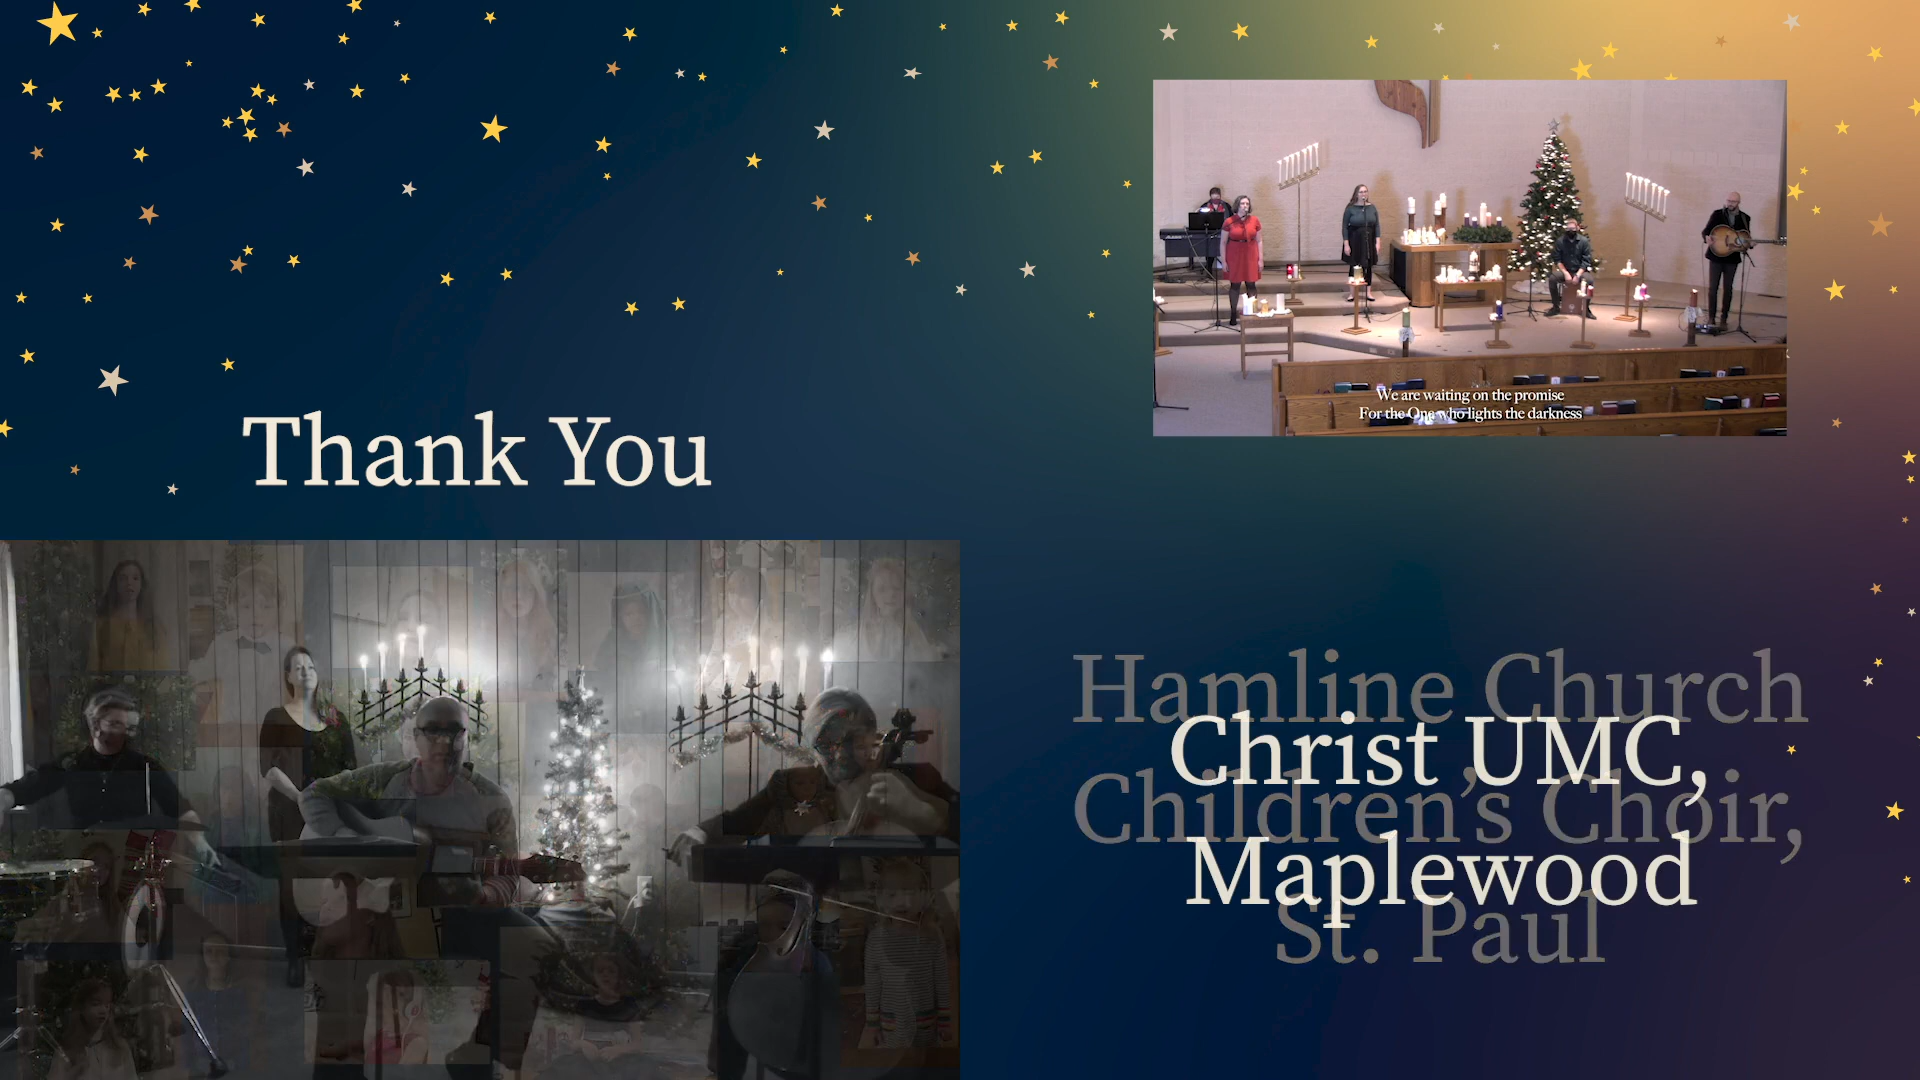 Thank You
We are waiting on the promise
For the One who lights the darkness
Hamline Church
Children's Choir,
St. Paul
Christ UMC,
Maplewood